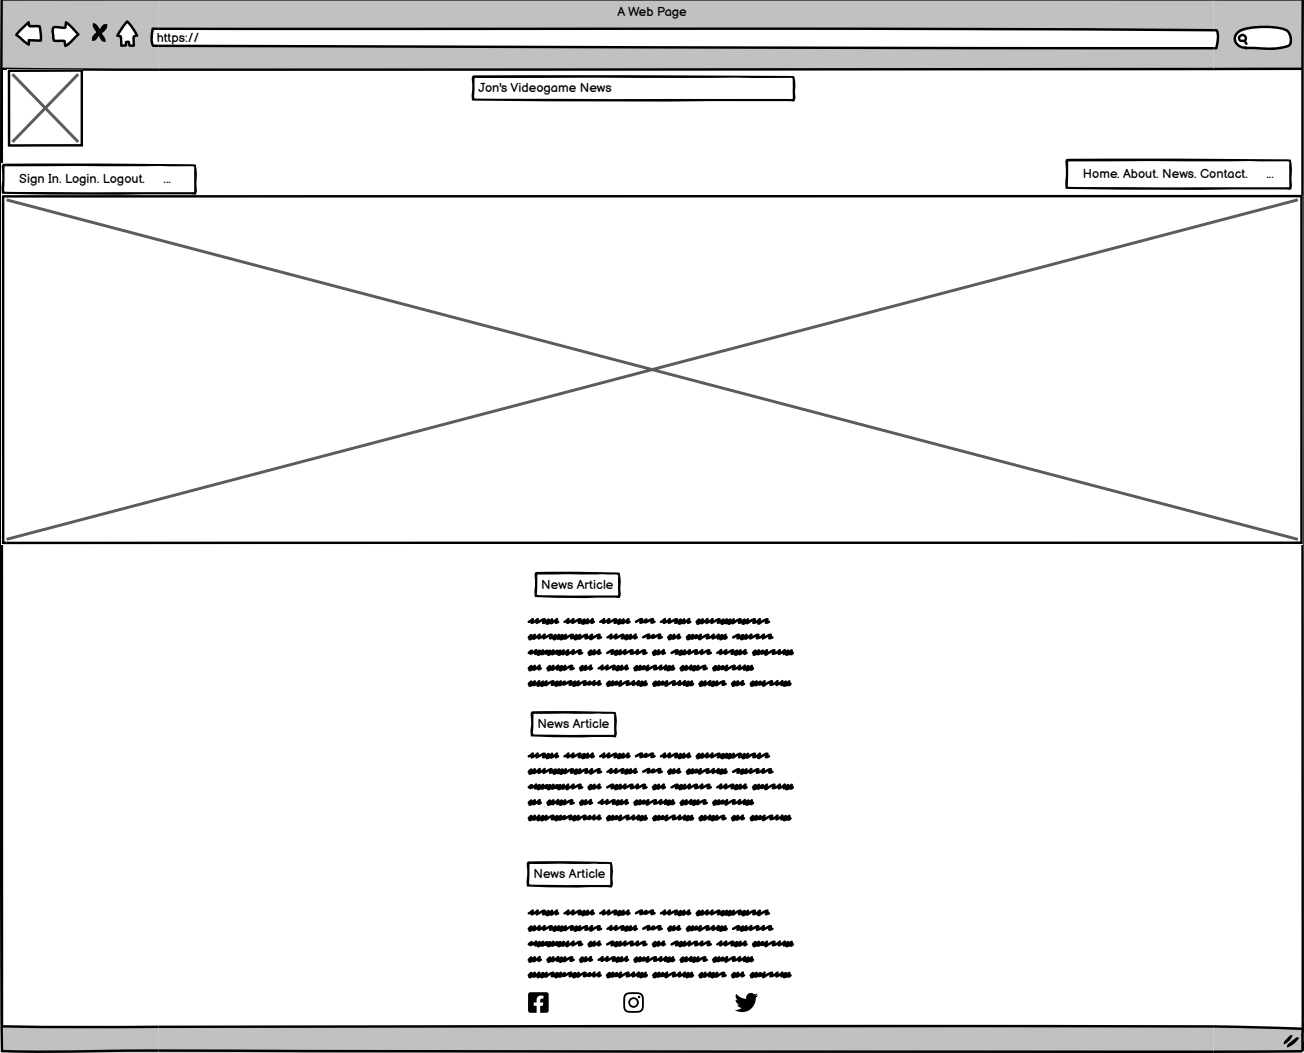 A Web Page
https://
Jon's Videogame News
Sign In. Login. Logout. ...
Home. About. News. Contact. ...
News Article
News Article
News Article